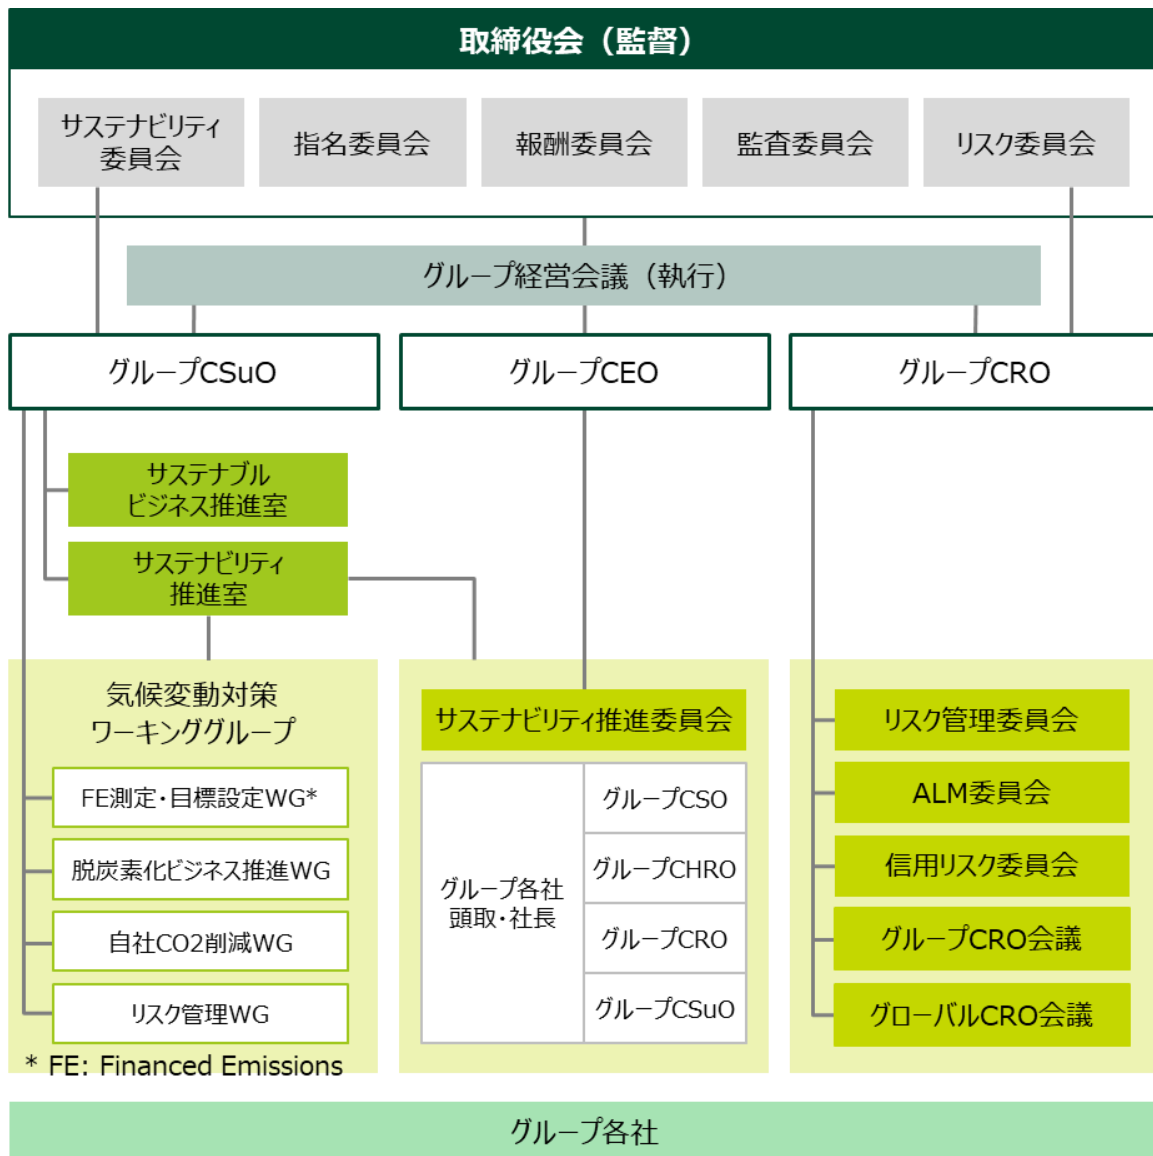 取締役会（監督）
サステナビリティ
委員会
指名委員会
報酬委員会
監査委員会
リスク委員会
グループ経営会議（執行）
グループCSuO
グループCEO
グループCRO
サステナブル
ビジネス推進室
サステナビリティ
推進室
気候変動対策
ワーキンググループ
FE測定・目標設定WG*
脱炭素化ビジネス推進WG
自社CO2削減WG
リスク管理WG
* FE: Financed Emissions
サステナビリティ推進委員会
グループ各社
頭取・社長
グループCSO
グループCHRO
グループCRO
グループCSuO
リスク管理委員会
ALM委員会
信用リスク委員会
グループCRO会議
グローバルCRO会議
グループ各社